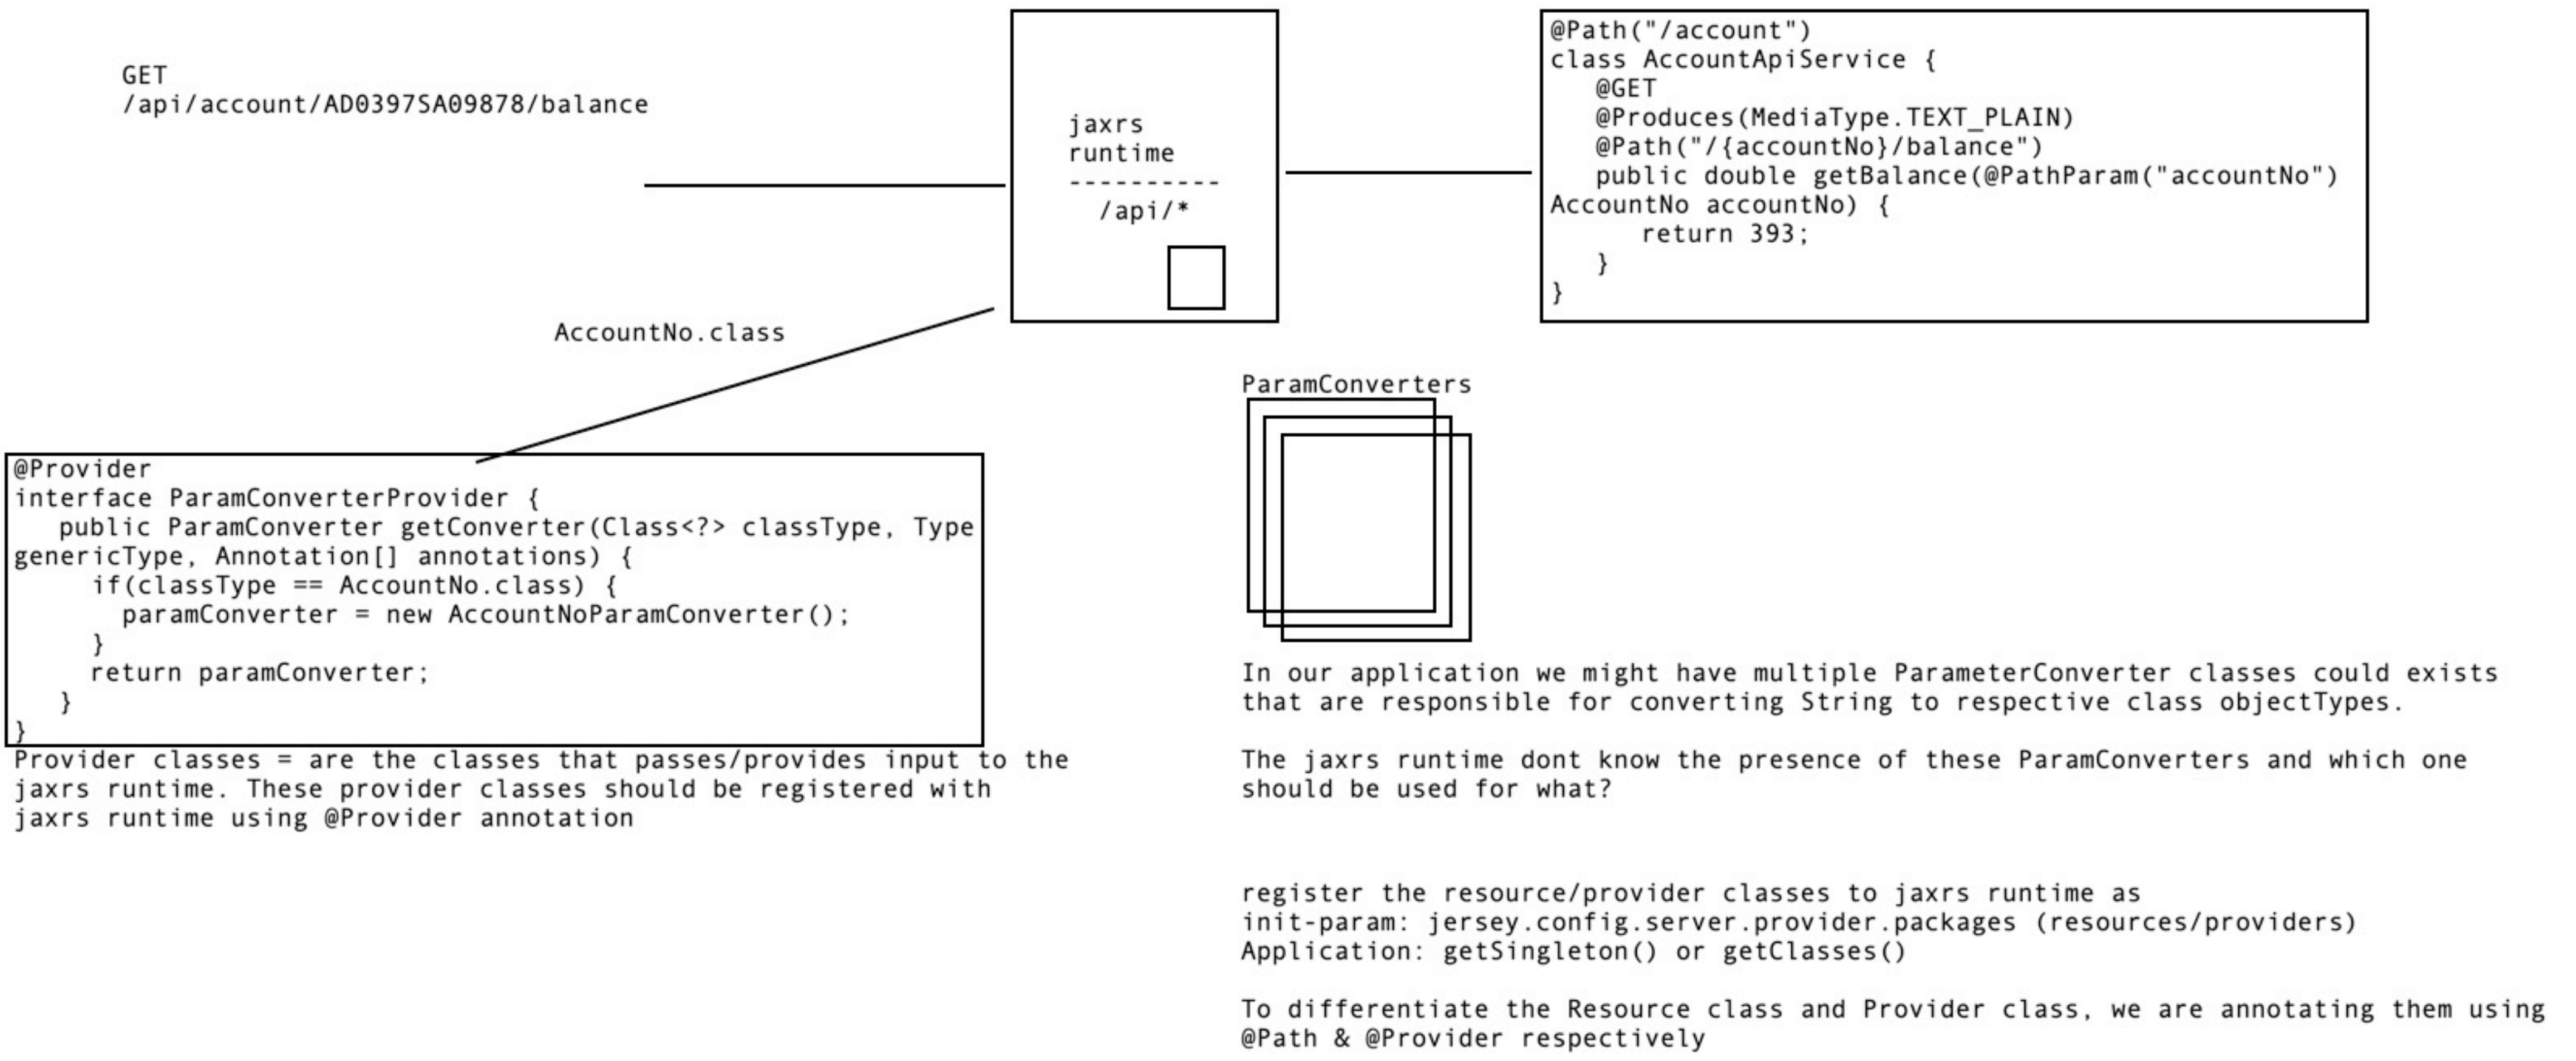 GET
/api/account/AD0397SA09878/balance
jaxrs
runtime
----------
/api/*
@Path("/account")
class AccountApiService {
@GET
@Produces(MediaType.TEXT_PLAIN)
@Path("/{accountNo}/balance")
public double getBalance(@PathParam("accountNo")
AccountNo accountNo) {
return 393;
}
}
AccountNo.class
@Provider
interface ParamConverterProvider {
public ParamConverter getConverter(Class<?> classType, Type
genericType, Annotation[] annotations) {
if(classType == AccountNo.class) {
paramConverter = new AccountNoParamConverter();
}
return paramConverter;
}
}
Provider classes = are the classes that passes/provides input to the
jaxrs runtime. These provider classes should be registered with
jaxrs runtime using @Provider annotation
ParamConverters
In our application we might have multiple ParameterConverter classes could exists
that are responsible for converting String to respective class objectTypes.
The jaxrs runtime dont know the presence of these ParamConverters and which one
should be used for what?
register the resource/provider classes to jaxrs runtime as
init-param: jersey.config.server.provider.packages (resources/providers)
Application: getSingleton() or getClasses()
To differentiate the Resource class and Provider class, we are annotating them using
@Path & @Provider respectively